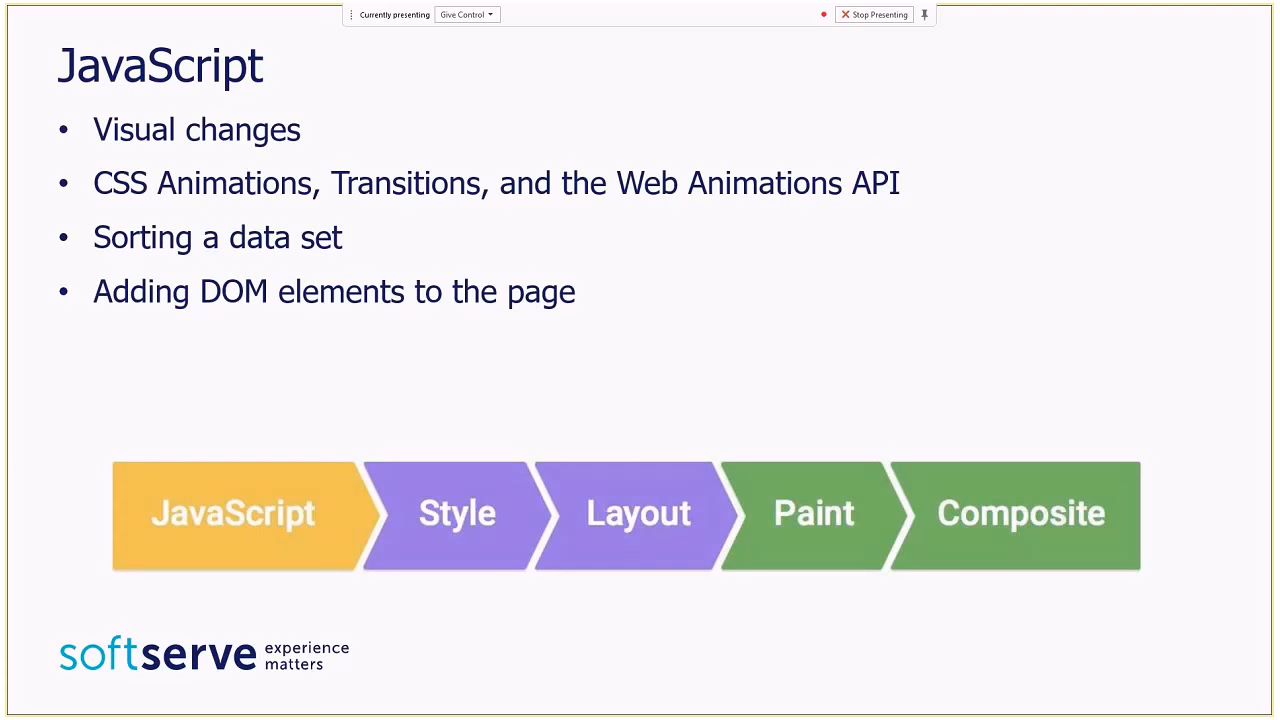 Currently presenting Give Control Stop Presenting
JavaScript
• Visual changes
• CSS Animations, Transitions, and the Web Animations API
• Sorting a data set
• Adding DOM elements to the page
JavaScript Style Layout Paint Composite
softserve experience
matters